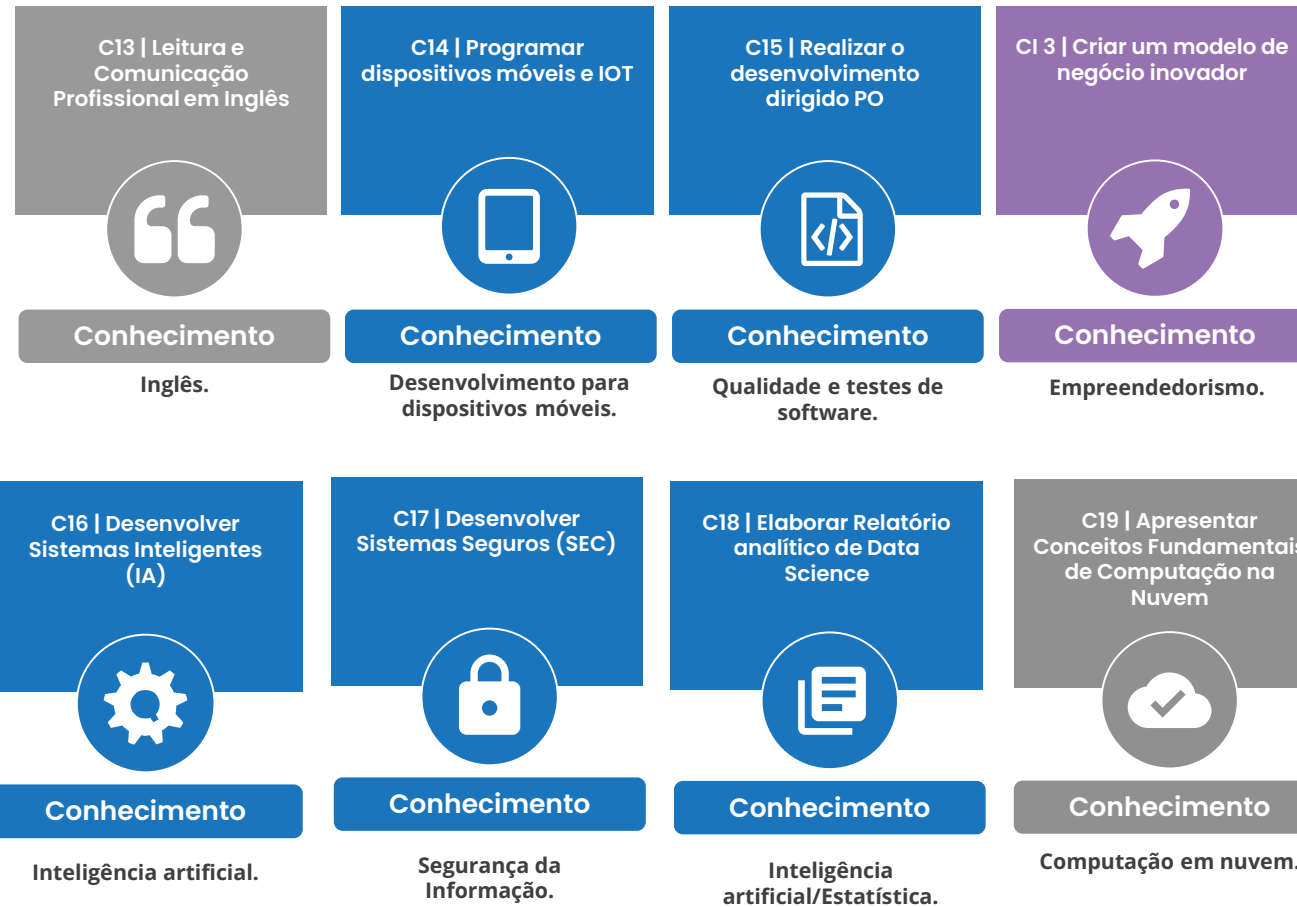 C13 | Leitura e
Comunicação
Profissional em Inglês
Conhecimento
Inglês.
C14 | Programar
dispositivos móveis e IOT
Conhecimento
Desenvolvimento para
dispositivos móveis.
C15 | Realizar o
desenvolvimento
dirigido PO
Conhecimento
Qualidade e testes de
software.
CI 3 | Criar um modelo de
negócio inovador
Conhecimento
Empreendedorismo.
C16 | Desenvolver
Sistemas Inteligentes
(IA)
Conhecimento
Inteligência artificial.
C17 | Desenvolver
Sistemas Seguros (SEC)
Conhecimento
Segurança da
Informação.
C18 | Elaborar Relatório
analítico de Data
Science
Conhecimento
Inteligência
artificial/Estatística.
C19 | Apresentar
Conceitos Fundamentais
de Computação na
Nuvem
Conhecimento
Computação em nuvem.